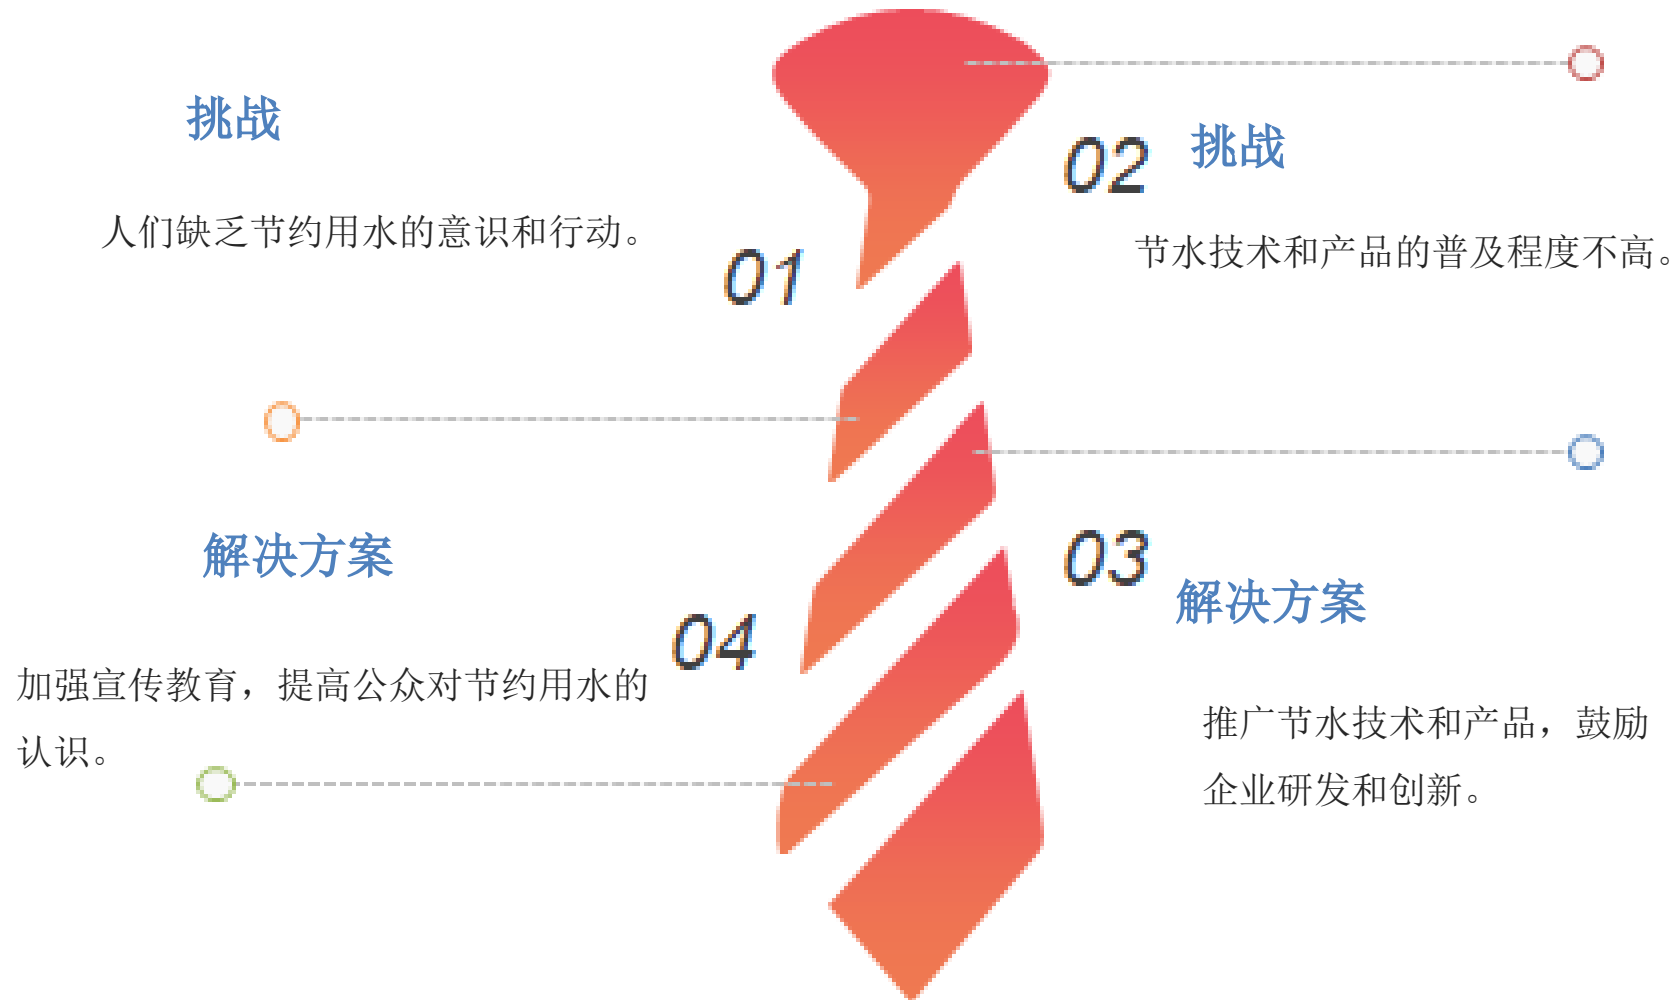 挑战
人们缺乏节约用水的意识和行动。
01
02
挑战
节水技术和产品的普及程度不高。
03
解决方案
推广节水技术和产品，鼓励
企业研发和创新。
04
解决方案
加强宣传教育，提高公众对节约用水的
认识。